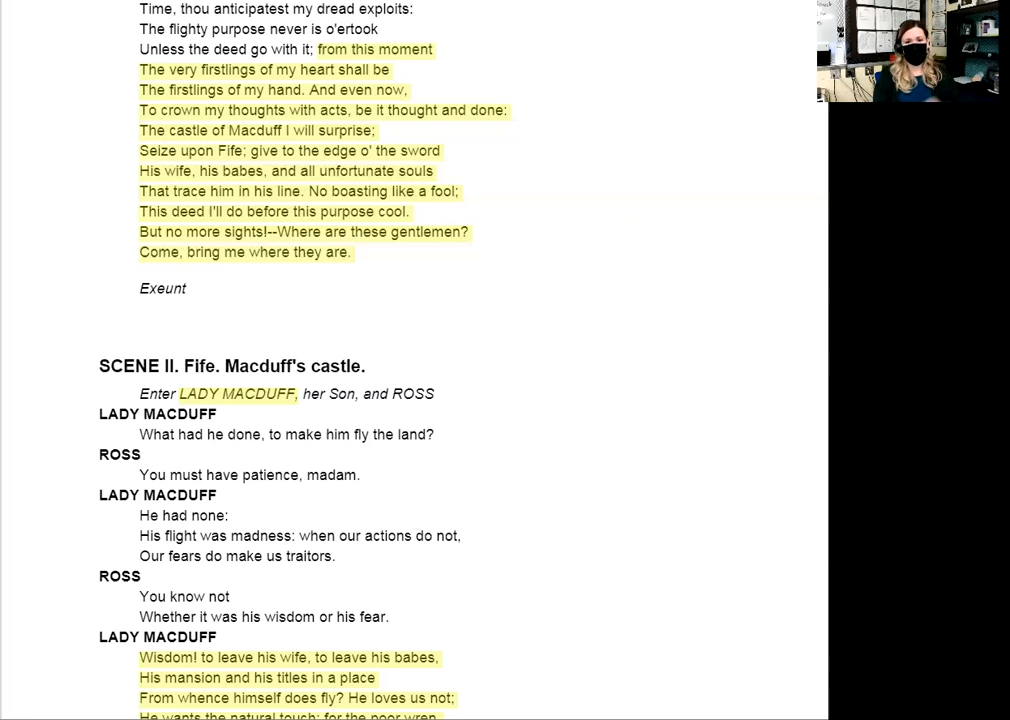 Time, thou anticipatest my dread exploits:
The flighty purpose never is o'ertook
Unless the deed go with it; from this moment
The very firstlings of my heart shall be
The firstlings of my hand. And even now,
To crown my thoughts with acts, be it thought and done:
The castle of Macduff I will surprise;
Seize upon Fife; give to the edge o' the sword
His wife, his babes, and all unfortunate souls
That trace him in his line. No boasting like a fool;
This deed I'll do before this purpose cool.
But no more sights!--Where are these gentlemen?
Come, bring me where they are.
Exeunt
SCENE II. Fife. Macduff's castle.
Enter LADY MACDUFF, her Son, and ROSS
LADY MACDUFF
What had he done, to make him fly the land?
ROSS
You must have patience, madam.
LADY MACDUFF
He had none:
His flight was madness: when our actions do not,
Our fears do make us traitors.
ROSS
You know not
Whether it was his wisdom or his fear.
LADY MACDUFF
Wisdom! to leave his wife, to leave his babes,
His mansion and his titles in a place
From whence himself does fly? He loves us not;
He wants the natural touch: for the poor wren,